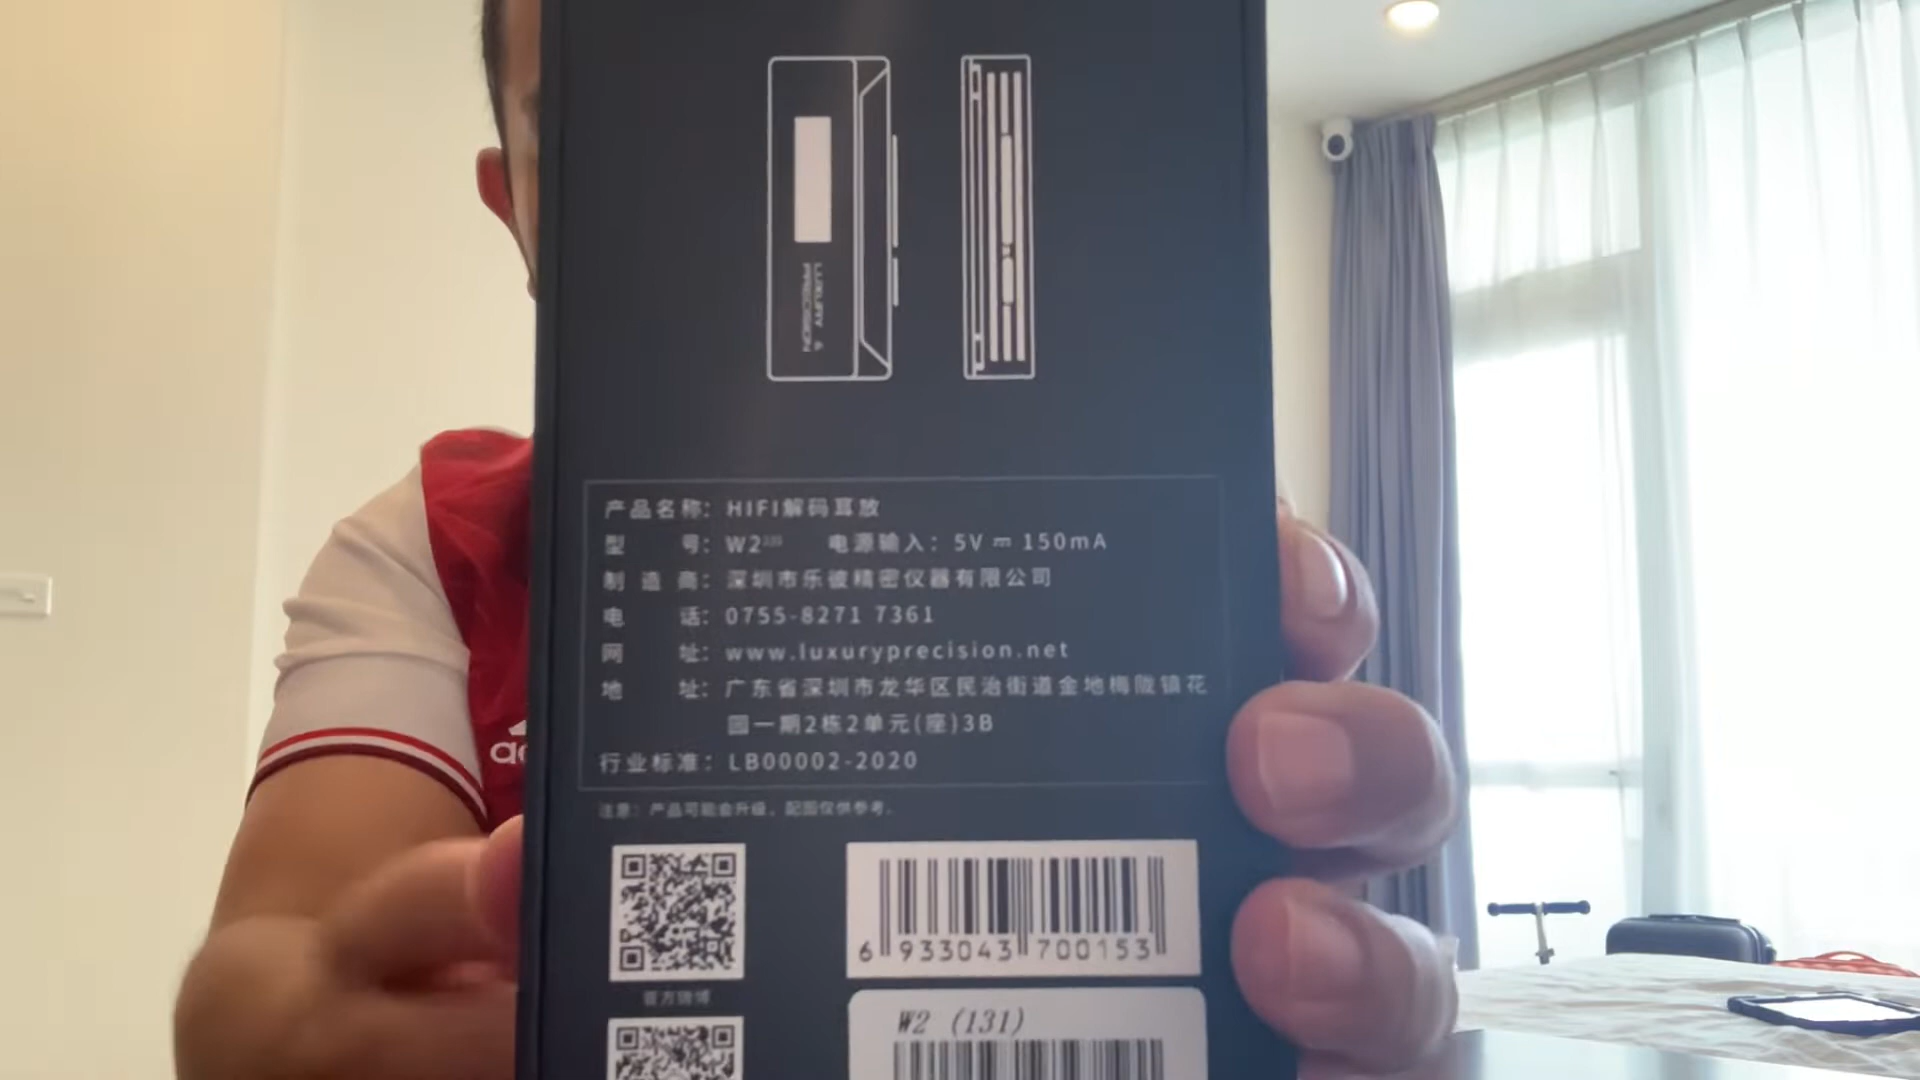 LUXURY &
PRECISION
产品名称：HIFI解码耳放
型号：W2 电源输入：5V ⎓ 150mA
制造商：深圳市乐彼精密仪器有限公司
电话：0755-8271 7361
网址：www.luxuryprecision.net
地址：广东省深圳市龙华区民治街道金地梅陇镇花
园一期2栋2单元(座)3B
行业标准：LB00002-2020
注意：产品可能会升级，配图仅供参考。
6 933043 700153
官方微博
W2 (131)